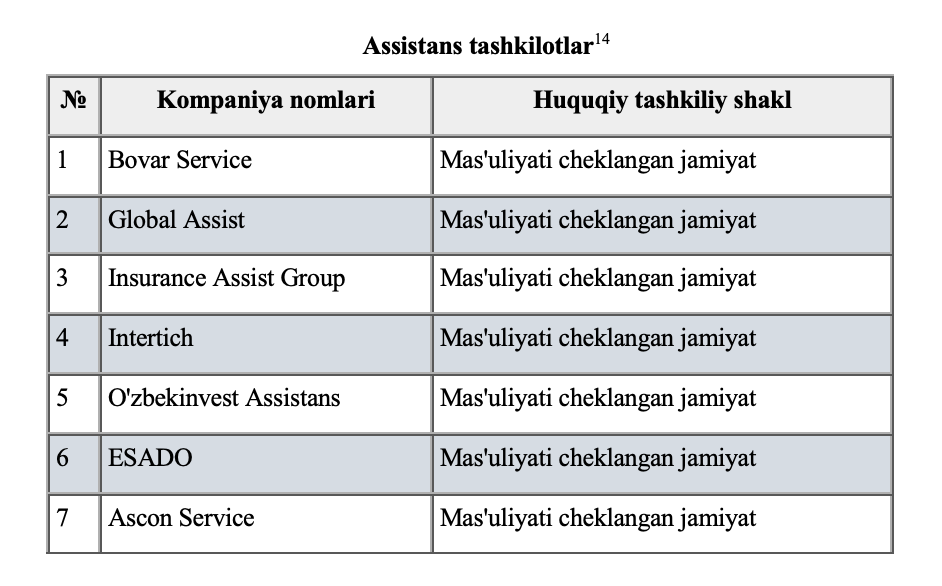 Assistans tashkilotlar14
№ Kompaniya nomlari Huquqiy tashkiliy shakl
1 Bovar Service Mas'uliyati cheklangan jamiyat
2 Global Assist Mas'uliyati cheklangan jamiyat
3 Insurance Assist Group Mas'uliyati cheklangan jamiyat
4 Intertich Mas'uliyati cheklangan jamiyat
5 O'zbekinvest Assistans Mas'uliyati cheklangan jamiyat
6 ESADO Mas'uliyati cheklangan jamiyat
7 Ascon Service Mas'uliyati cheklangan jamiyat